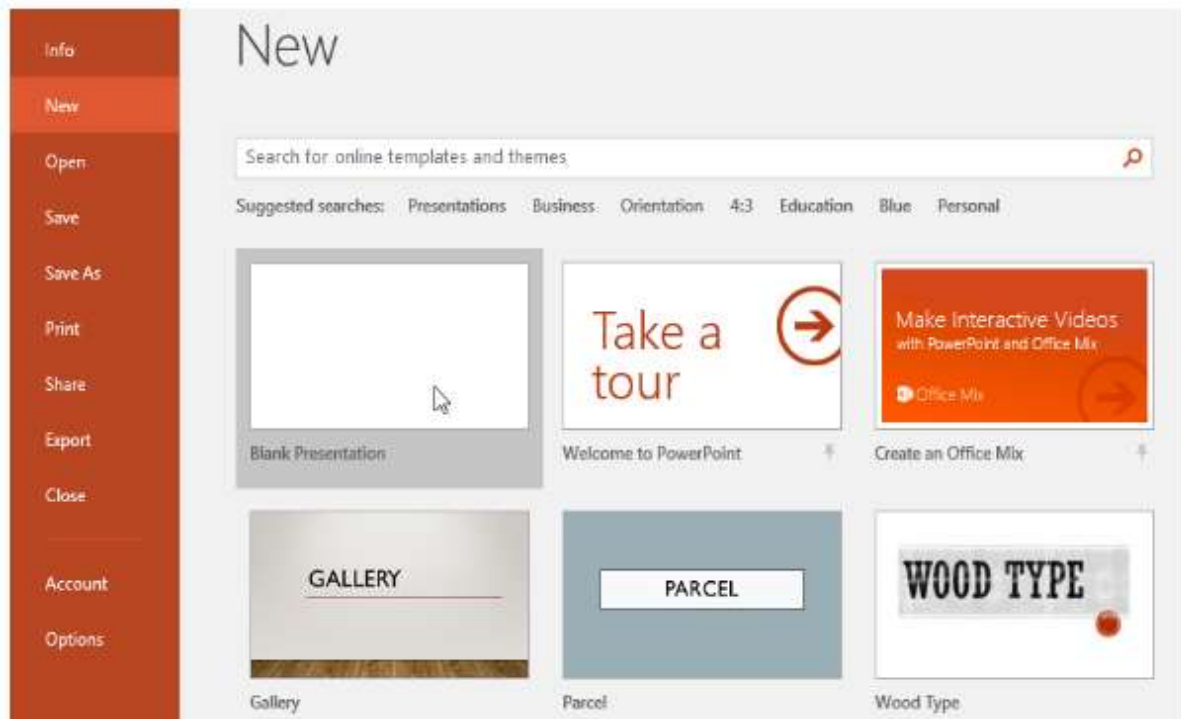 Info
New
Open
Save
Save As
Print
Share
Export
Close
Account
Options
New
Search for online templates and themes
Suggested searches: Presentations Business Orientation 4:3 Education Blue Personal
Blank Presentation
Take a
tour
Welcome to PowerPoint
Make Interactive Videos
with PowerPoint and Office Mix
Office Mix
Create an Office Mix
GALLERY
Gallery
PARCEL
Parcel
WOOD TYPE
Wood Type